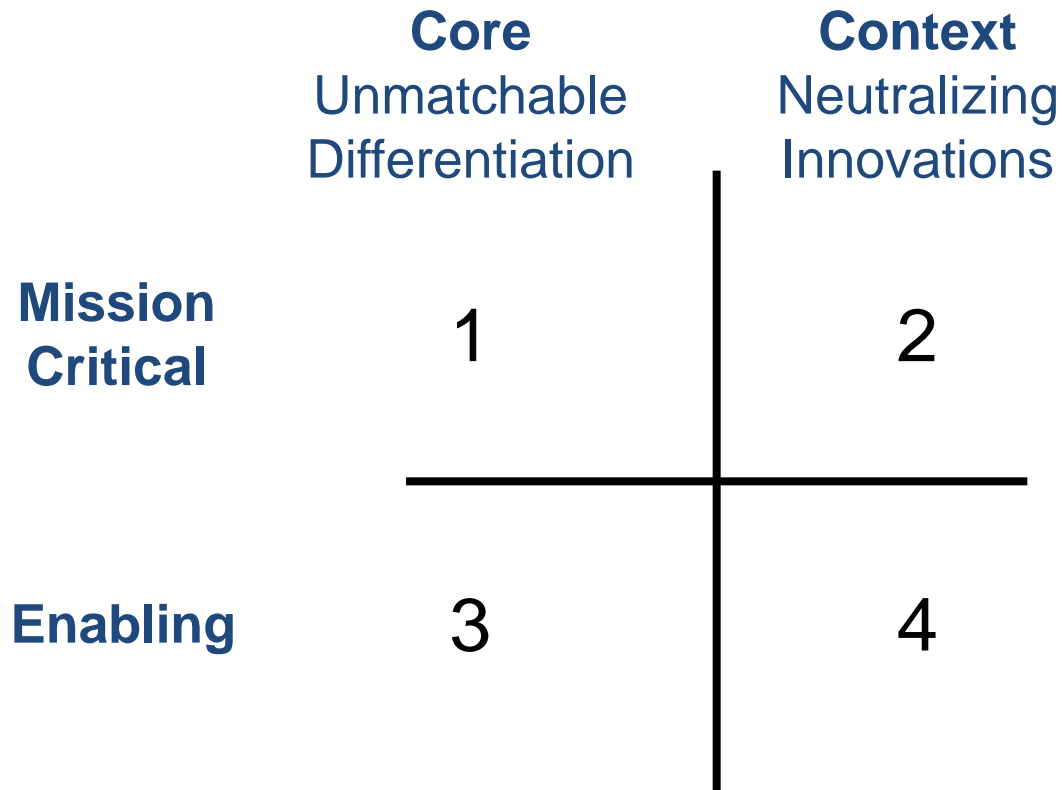 Core
Unmatchable
Differentiation
Context
Neutralizing
Innovations
Mission
Critical
1
2
Enabling
3
4